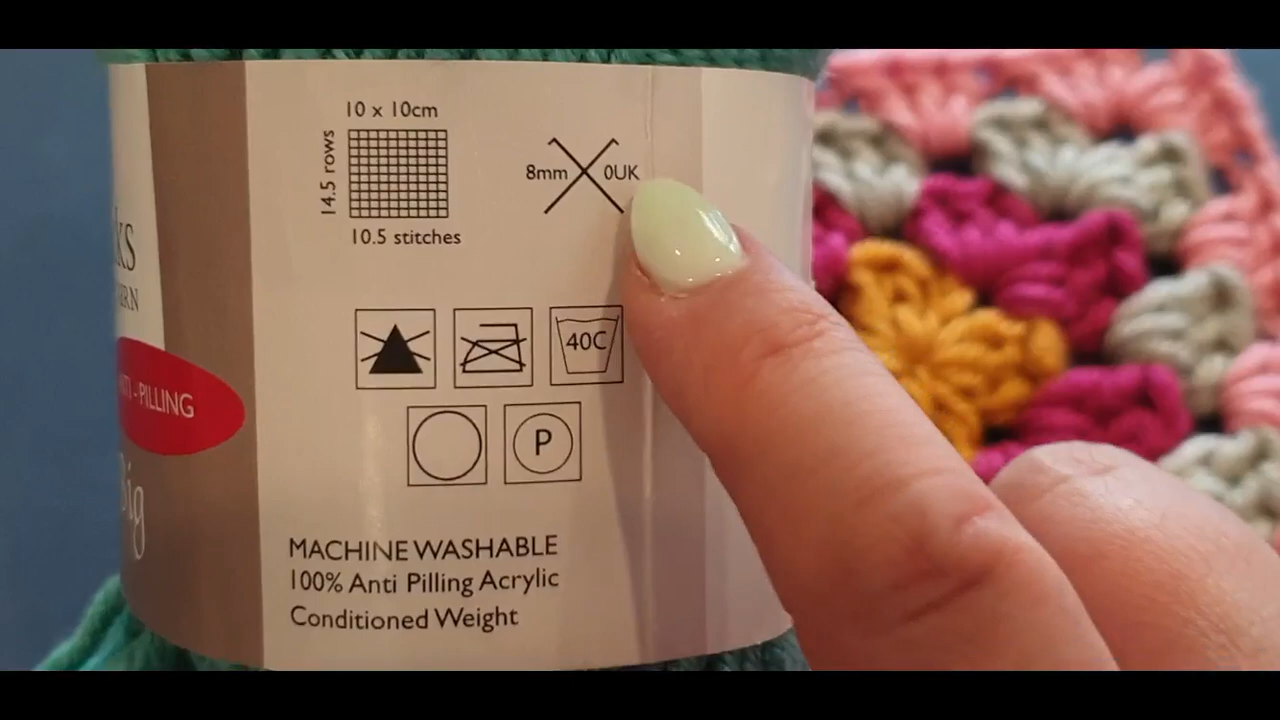 10 x 10cm
14.5 rows
10.5 stitches
8mm
0UK
40C
P
-PILLING
Big
MACHINE WASHABLE
100% Anti Pilling Acrylic
Conditioned Weight